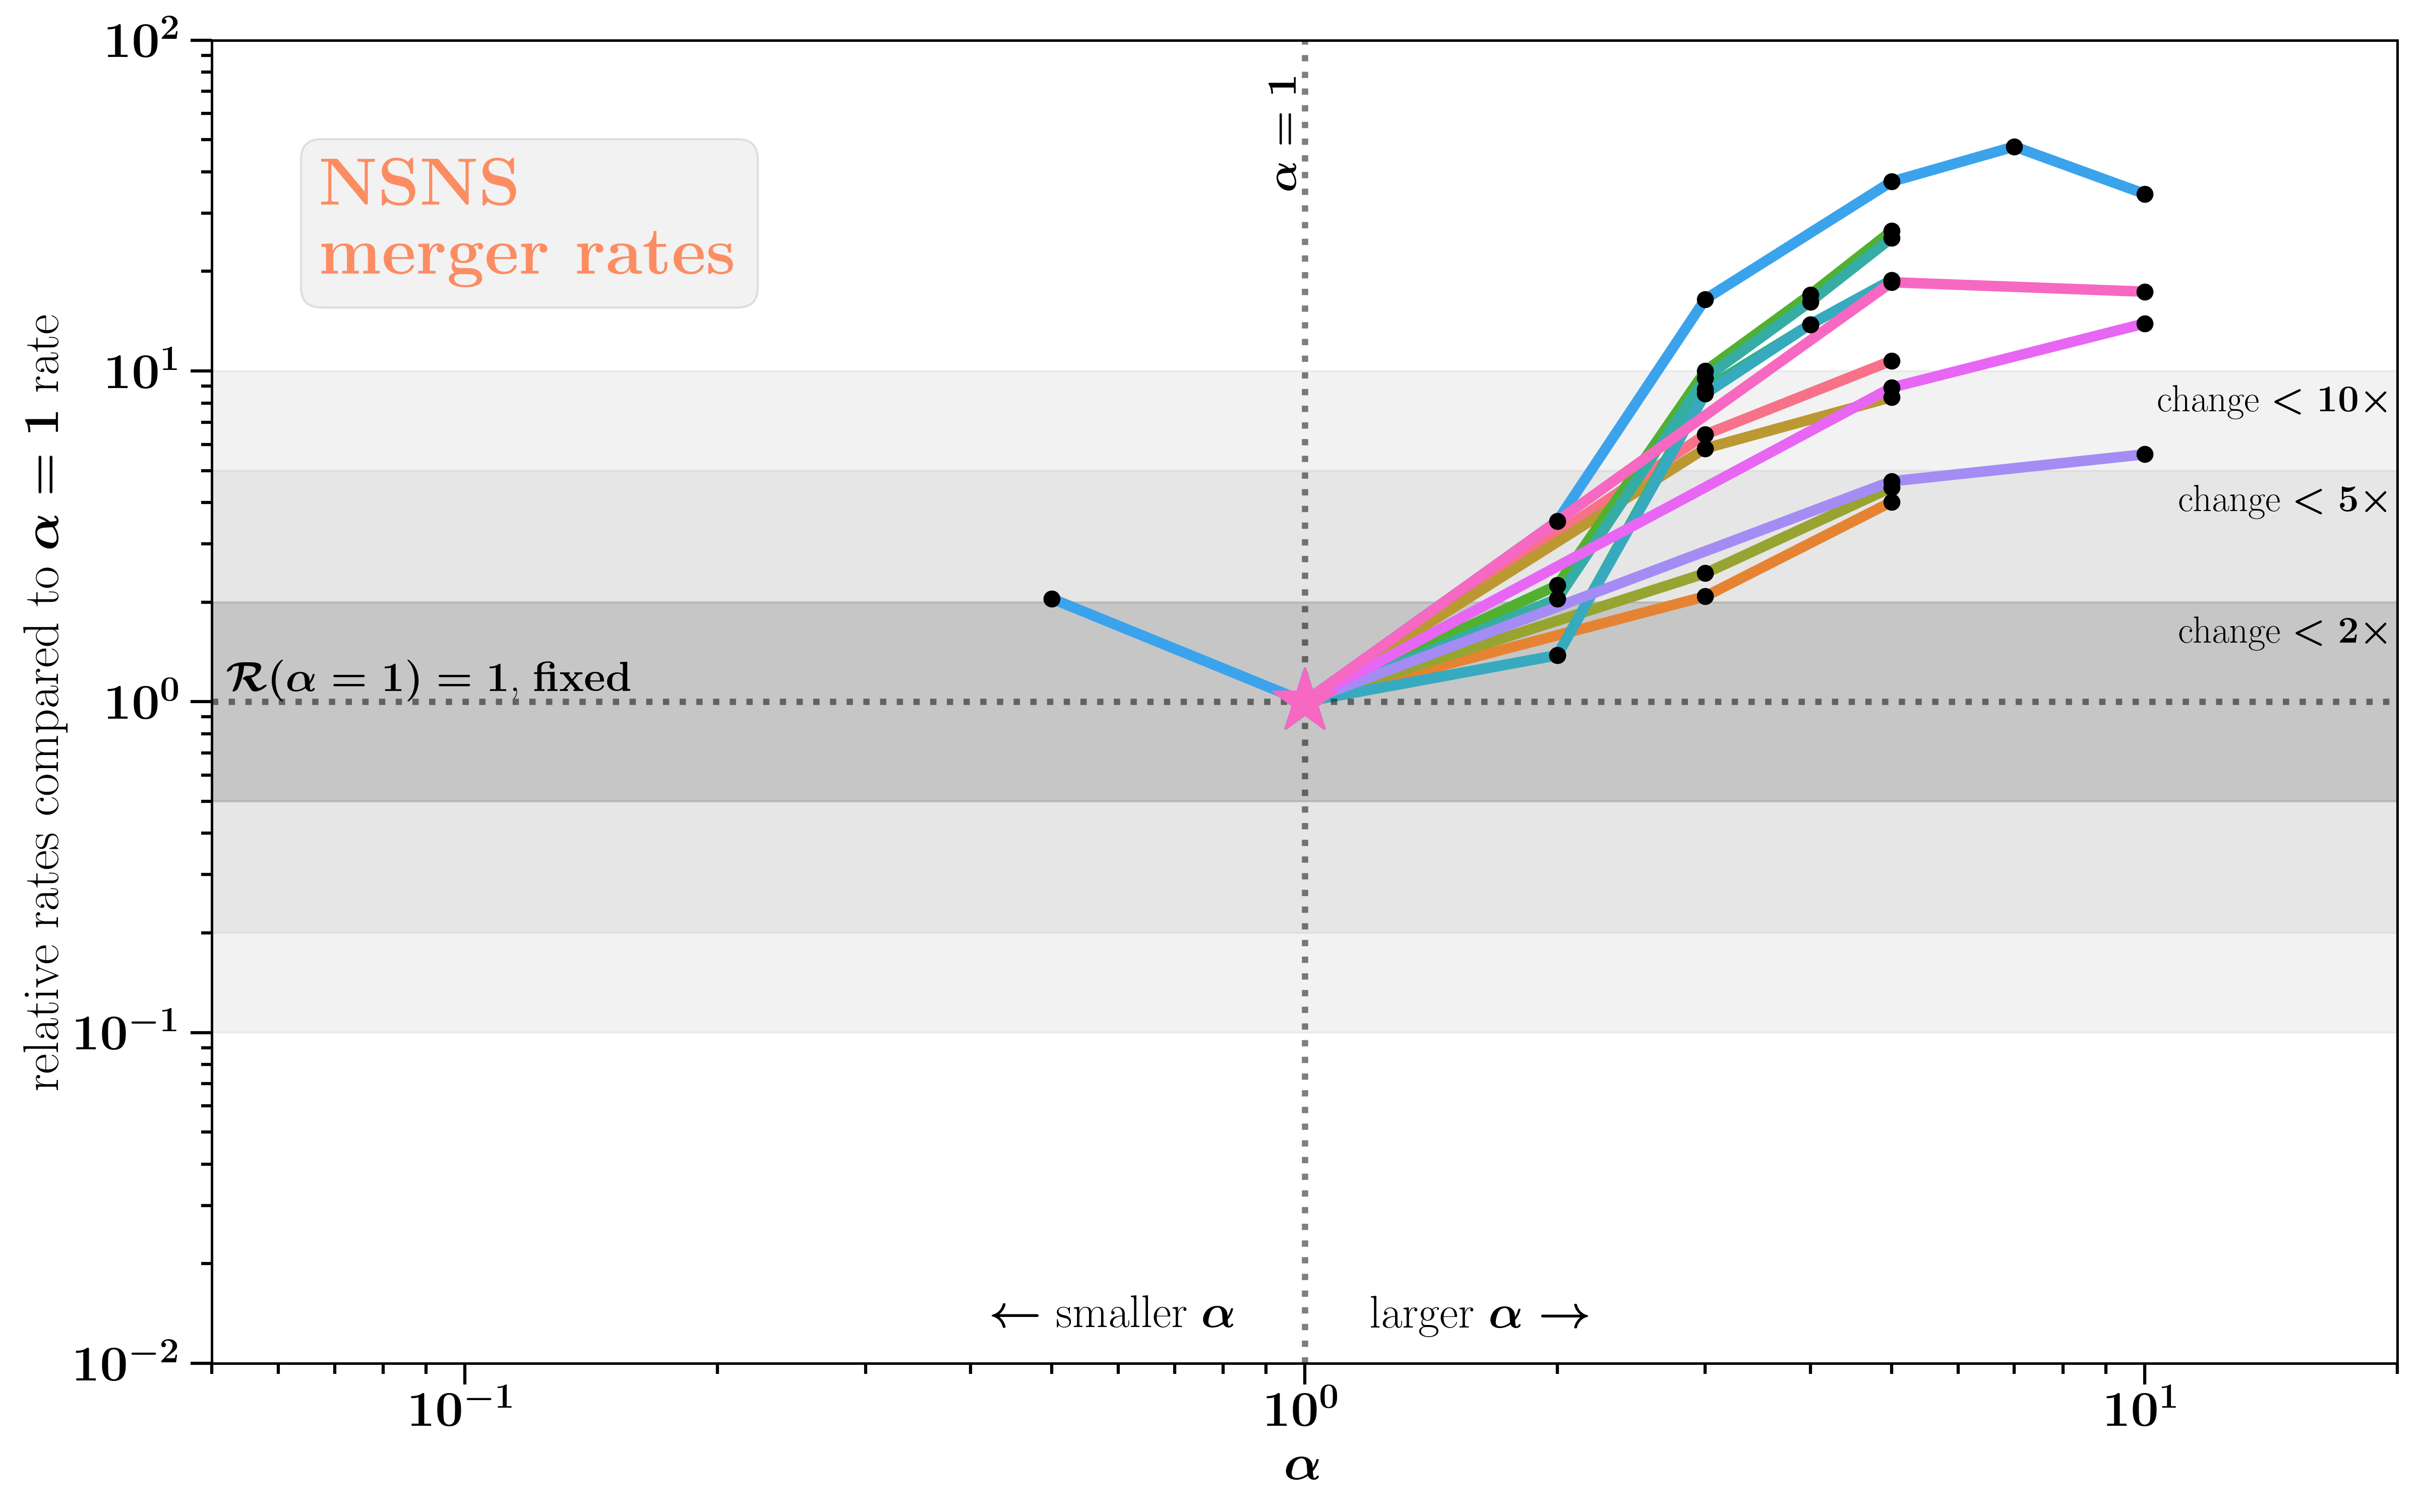 relative rates compared to α = 1 rate
10²
10¹
10⁰
10⁻¹
10⁻²
NSNS
merger rates
α = 1
change < 10×
change < 5×
change < 2×
ℛ(α = 1) = 1, fixed
← smaller α
larger α →
10⁻¹
10⁰
10¹
α